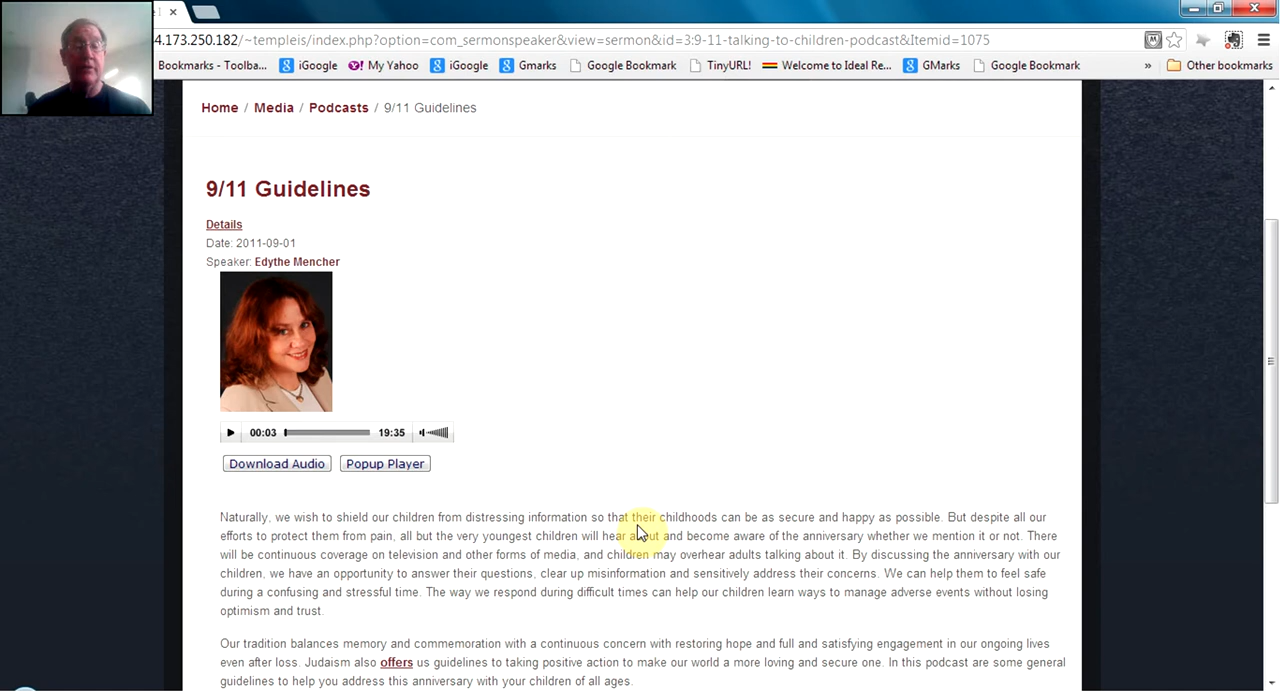 4.173.250.182/~templeis/index.php?option=com_sermonspeaker&view=sermon&id=3:9-11-talking-to-children-podcast&Itemid=1075
Bookmarks - Toolba... iGoogle My Yahoo iGoogle Gmarks Google Bookmark TinyURL! Welcome to Ideal Re... GMarks Google Bookmark » Other bookmarks
Home / Media / Podcasts / 9/11 Guidelines
9/11 Guidelines
Details
Date: 2011-09-01
Speaker: Edythe Mencher
00:03 19:35
Download Audio Popup Player
Naturally, we wish to shield our children from distressing information so that their childhoods can be as secure and happy as possible. But despite all our
efforts to protect them from pain, all but the very youngest children will hear about and become aware of the anniversary whether we mention it or not. There
will be continuous coverage on television and other forms of media, and children may overhear adults talking about it. By discussing the anniversary with our
children, we have an opportunity to answer their questions, clear up misinformation and sensitively address their concerns. We can help them to feel safe
during a confusing and stressful time. The way we respond during difficult times can help our children learn ways to manage adverse events without losing
optimism and trust.
Our tradition balances memory and commemoration with a continuous concern with restoring hope and full and satisfying engagement in our ongoing lives
even after loss. Judaism also offers us guidelines to taking positive action to make our world a more loving and secure one. In this podcast are some general
guidelines to help you address this anniversary with your children of all ages.